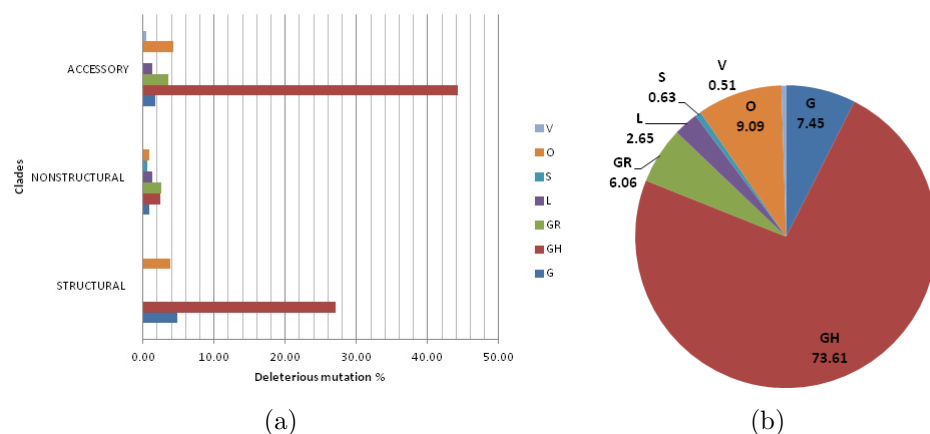 ACCESSORY
NONSTRUCTURAL
STRUCTURAL
Clades
0.00 10.00 20.00 30.00 40.00 50.00
Deleterious mutation %
V
O
S
L
GR
GH
G
(a)
V
0.51
S
0.63
L
2.65
GR
6.06
O
9.09
G
7.45
GH
73.61
(b)